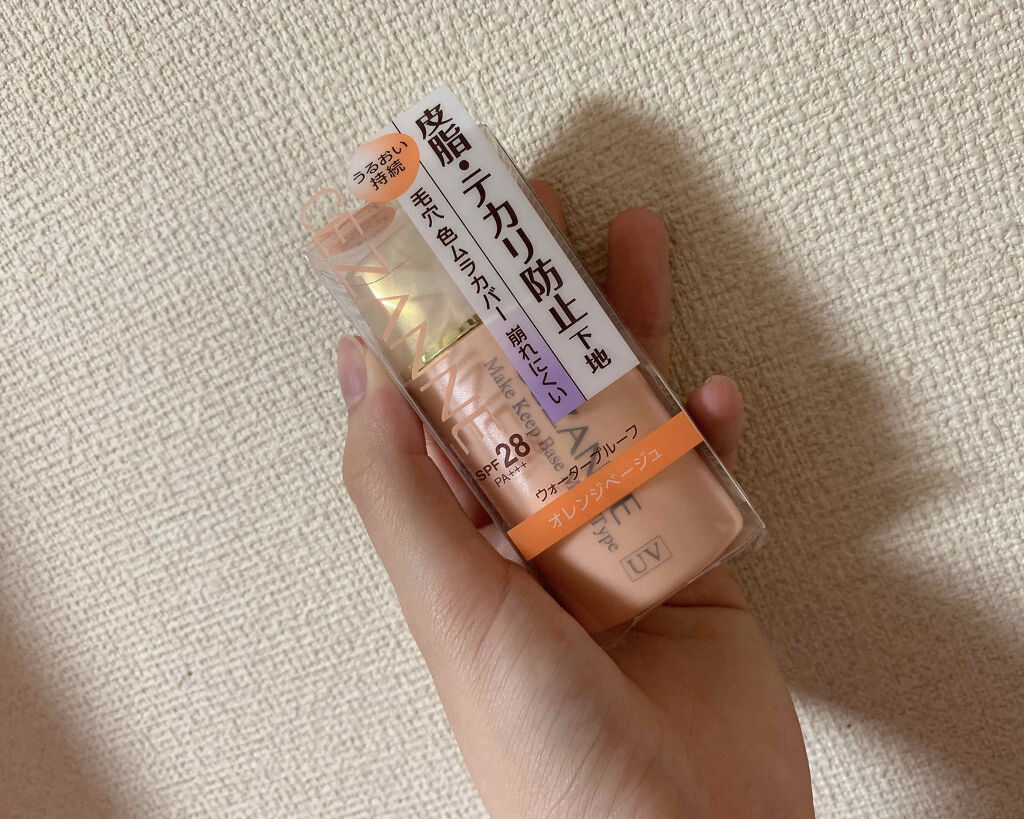 皮脂・テカリ防止下地
うるおい
持続
毛穴 色ムラカバー 崩れにくい
CEZANNE
Make Keep Base
Type
UV
SPF28
PA+++
ウォータープルーフ
オレンジベージュ